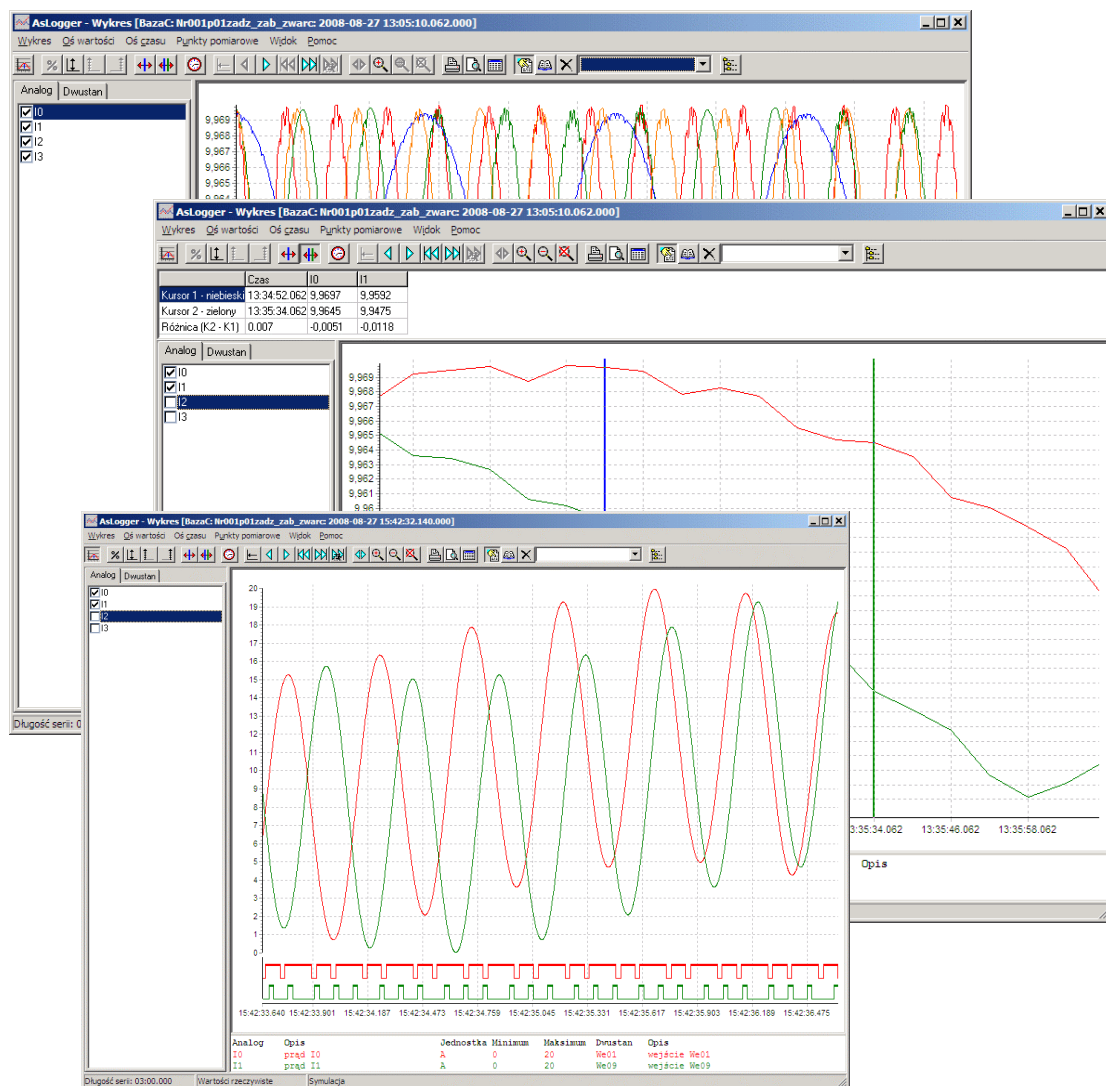 AsLogger - Wykres [BazaC: Nr001p01zadz_zab_zwarc: 2008-08-27 13:05:10.062.000]
Wykres Oś wartości Oś czasu Punkty pomiarowe Widok Pomoc
Analog Dwustan
I0
I1
I2
I3
9,969
9,968
9,967
9,966
9,965
9,964
Długość serii: 0
AsLogger - Wykres [BazaC: Nr001p01zadz_zab_zwarc: 2008-08-27 13:05:10.062.000]
Wykres Oś wartości Oś czasu Punkty pomiarowe Widok Pomoc
Czas I0 I1
Kursor 1 - niebieski 13:34:52.062 9,9697 9,9592
Kursor 2 - zielony 13:35:34.062 9,9645 9,9475
Różnica (K2 - K1) 0.007 -0,0051 -0,0118
Analog Dwustan
I0
I1
I2
I3
9,969
9,968
9,967
9,966
9,965
9,964
9,963
9,962
9,961
9,96
3:35:34.062 13:35:46.062 13:35:58.062
Opis
AsLogger - Wykres [BazaC: Nr001p01zadz_zab_zwarc: 2008-08-27 15:42:32.140.000]
Wykres Oś wartości Oś czasu Punkty pomiarowe Widok Pomoc
Analog Dwustan
I0
I1
I2
I3
20
19
18
17
16
15
14
13
12
11
10
9
8
7
6
5
4
3
2
1
0
15:42:33.640 15:42:33.901 15:42:34.187 15:42:34.473 15:42:34.759 15:42:35.045 15:42:35.331 15:42:35.617 15:42:35.903 15:42:36.189 15:42:36.475
Analog Opis Jednostka Minimum Maksimum Dwustan Opis
I0 prąd I0 A 0 20 We01 wejście We01
I1 prąd I1 A 0 20 We09 wejście We09
Długość serii: 03:00.000 Wartości rzeczywiste Symulacja